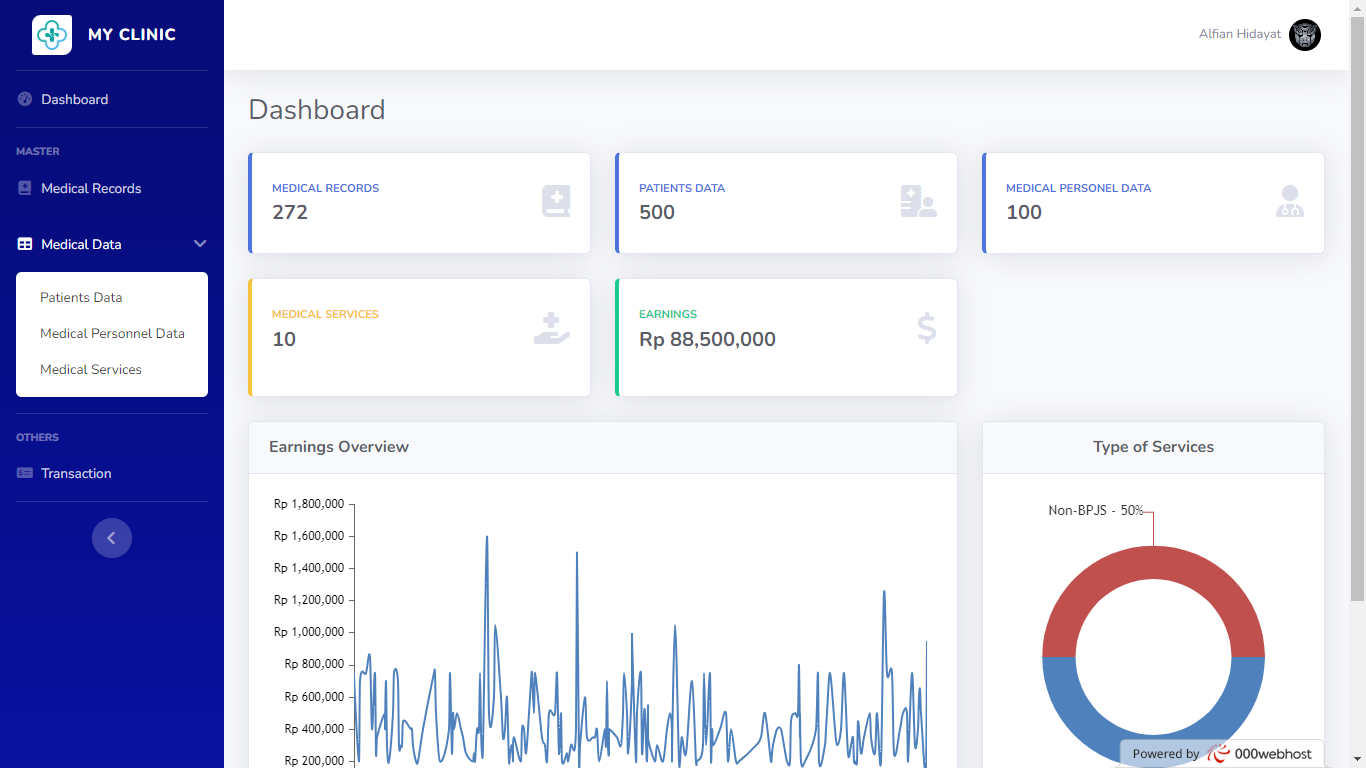 MY CLINIC
Alfian Hidayat
Dashboard
MASTER
Medical Records
Medical Data
Patients Data
Medical Personnel Data
Medical Services
OTHERS
Transaction
Dashboard
MEDICAL RECORDS
272
PATIENTS DATA
500
MEDICAL PERSONEL DATA
100
MEDICAL SERVICES
10
EARNINGS
Rp 88,500,000
Earnings Overview
Rp 1,800,000
Rp 1,600,000
Rp 1,400,000
Rp 1,200,000
Rp 1,000,000
Rp 800,000
Rp 600,000
Rp 400,000
Rp 200,000
Type of Services
Non-BPJS - 50%
Powered by 000webhost